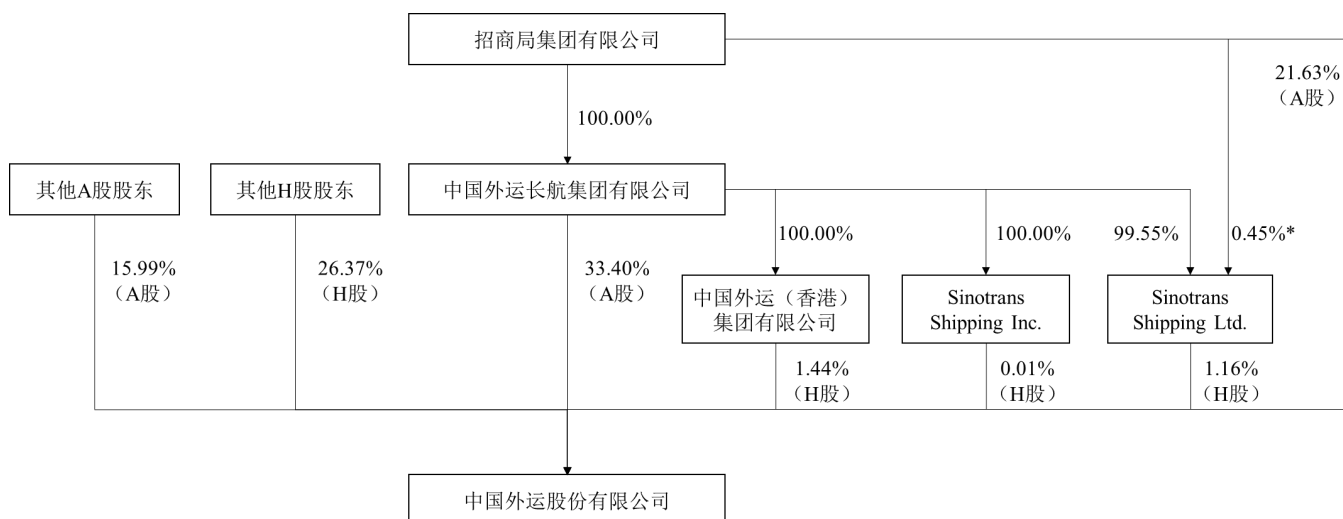 招商局集团有限公司
21.63%
（A股）
100.00%
其他A股股东
其他H股股东
中国外运长航集团有限公司
100.00%
100.00%
99.55%
0.45%*
15.99%
（A股）
26.37%
（H股）
33.40%
（A股）
中国外运（香港）
集团有限公司
Sinotrans
Shipping Inc.
Sinotrans
Shipping Ltd.
1.44%
（H股）
0.01%
（H股）
1.16%
（H股）
中国外运股份有限公司